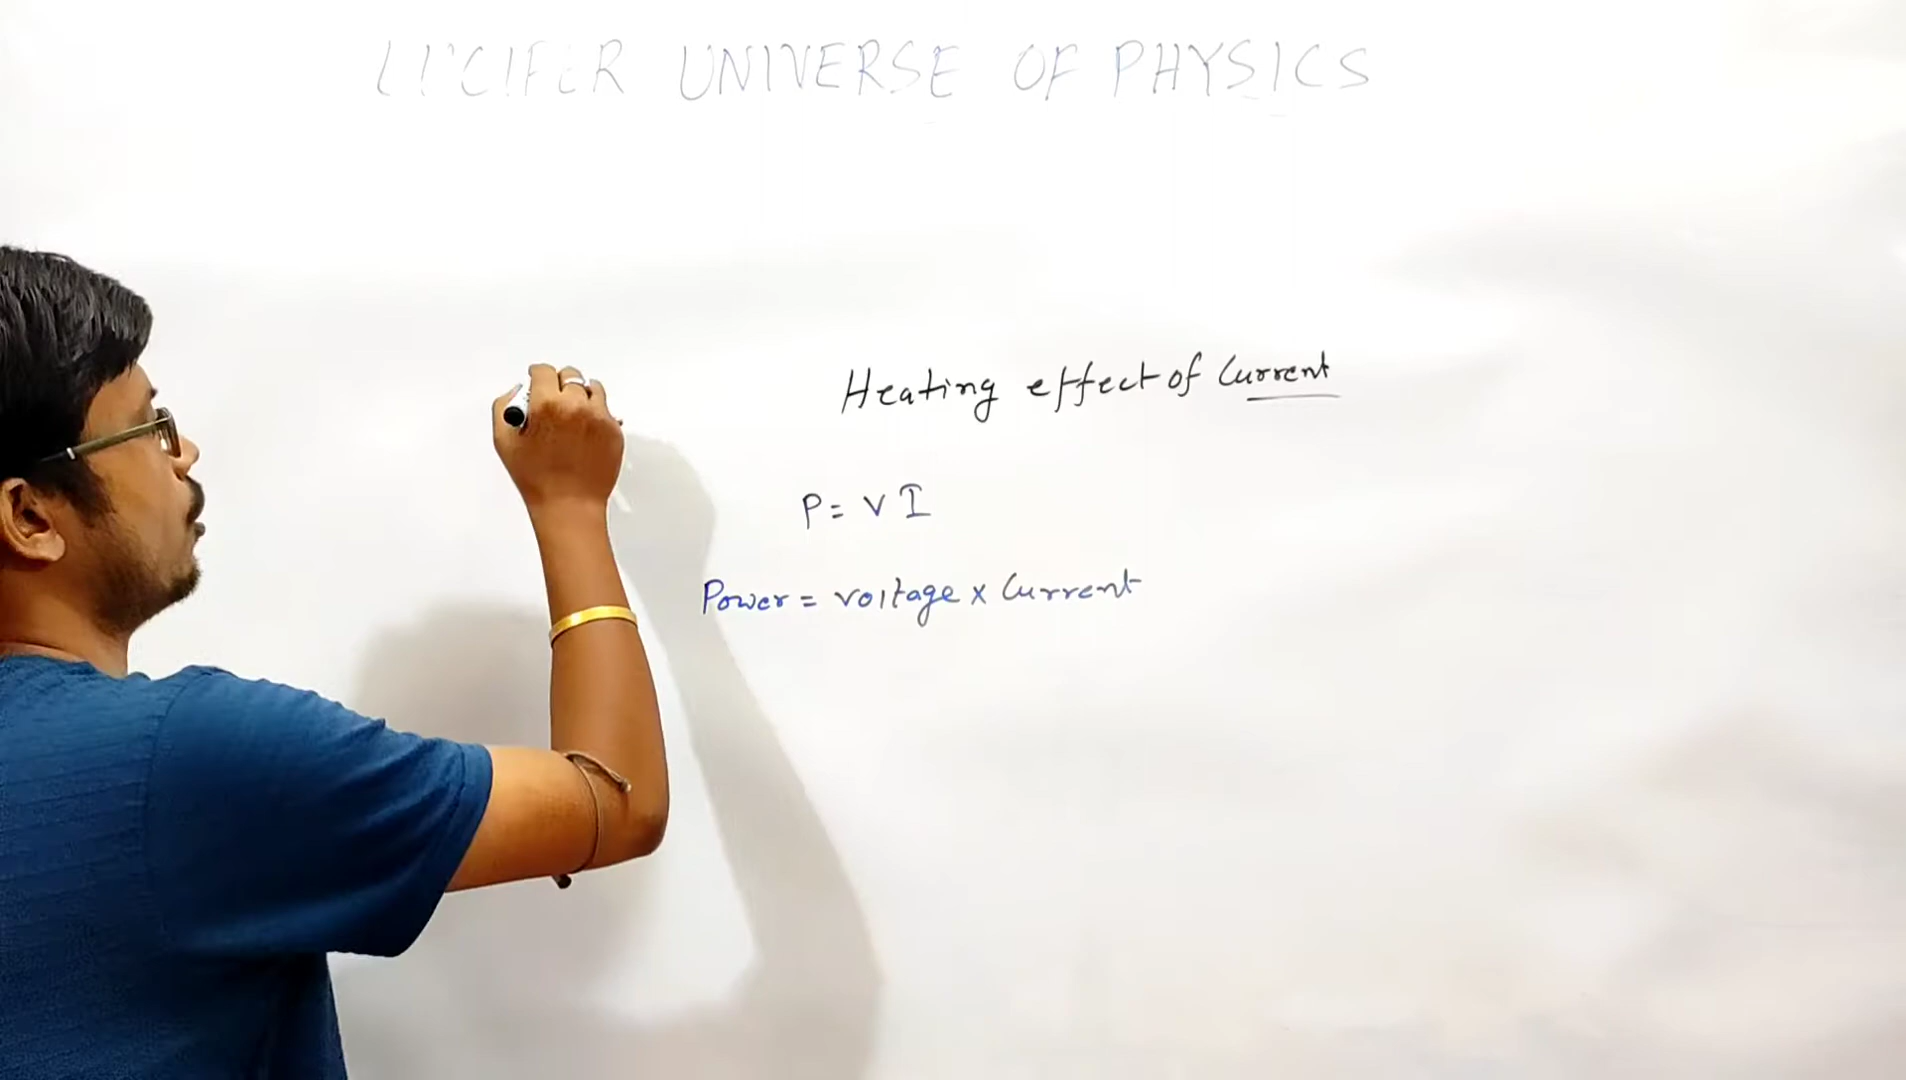 LUCIFER UNIVERSE OF PHYSICS
Heating effect of Current
P = V I
Power = voltage x Current